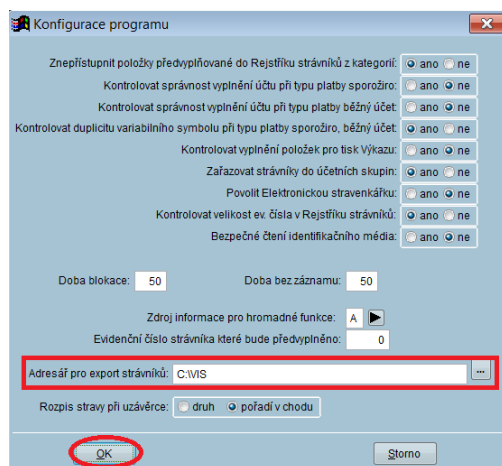 Konfigurace programu
Znepřístupnit položky předvyplňované do Rejstříku strávníků z kategorií: ano ne
Kontrolovat správnost vyplnění účtu při typu platby sporožiro: ano ne
Kontrolovat správnost vyplnění účtu při typu platby běžný účet: ano ne
Kontrolovat duplicitu variabilního symbolu při typu platby sporožiro, běžný účet: ano ne
Kontrolovat vyplnění položek pro tisk Výkazu: ano ne
Zařazovat strávníky do účetních skupin: ano ne
Povolit Elektronickou stravenkářku: ano ne
Kontrolovat velikost ev. čísla v Rejstříku strávníků: ano ne
Bezpečné čtení identifikačního média: ano ne
Doba blokace: 50 Doba bez záznamu: 50
Zdroj informace pro hromadné funkce: A
Evidenční číslo strávníka které bude předvyplněno: 0
Adresář pro export strávníků: C:\VIS ...
Rozpis stravy při uzávěrce: druh pořadí v chodu
OK Storno